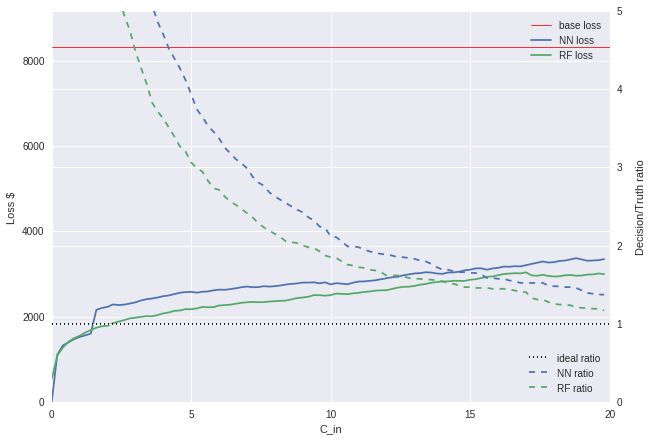 base loss
NN loss
RF loss
8000
6000
4000
2000
0
Loss $
5
4
3
2
1
0
Decision/Truth ratio
ideal ratio
NN ratio
RF ratio
0 5 10 15 20
C_in